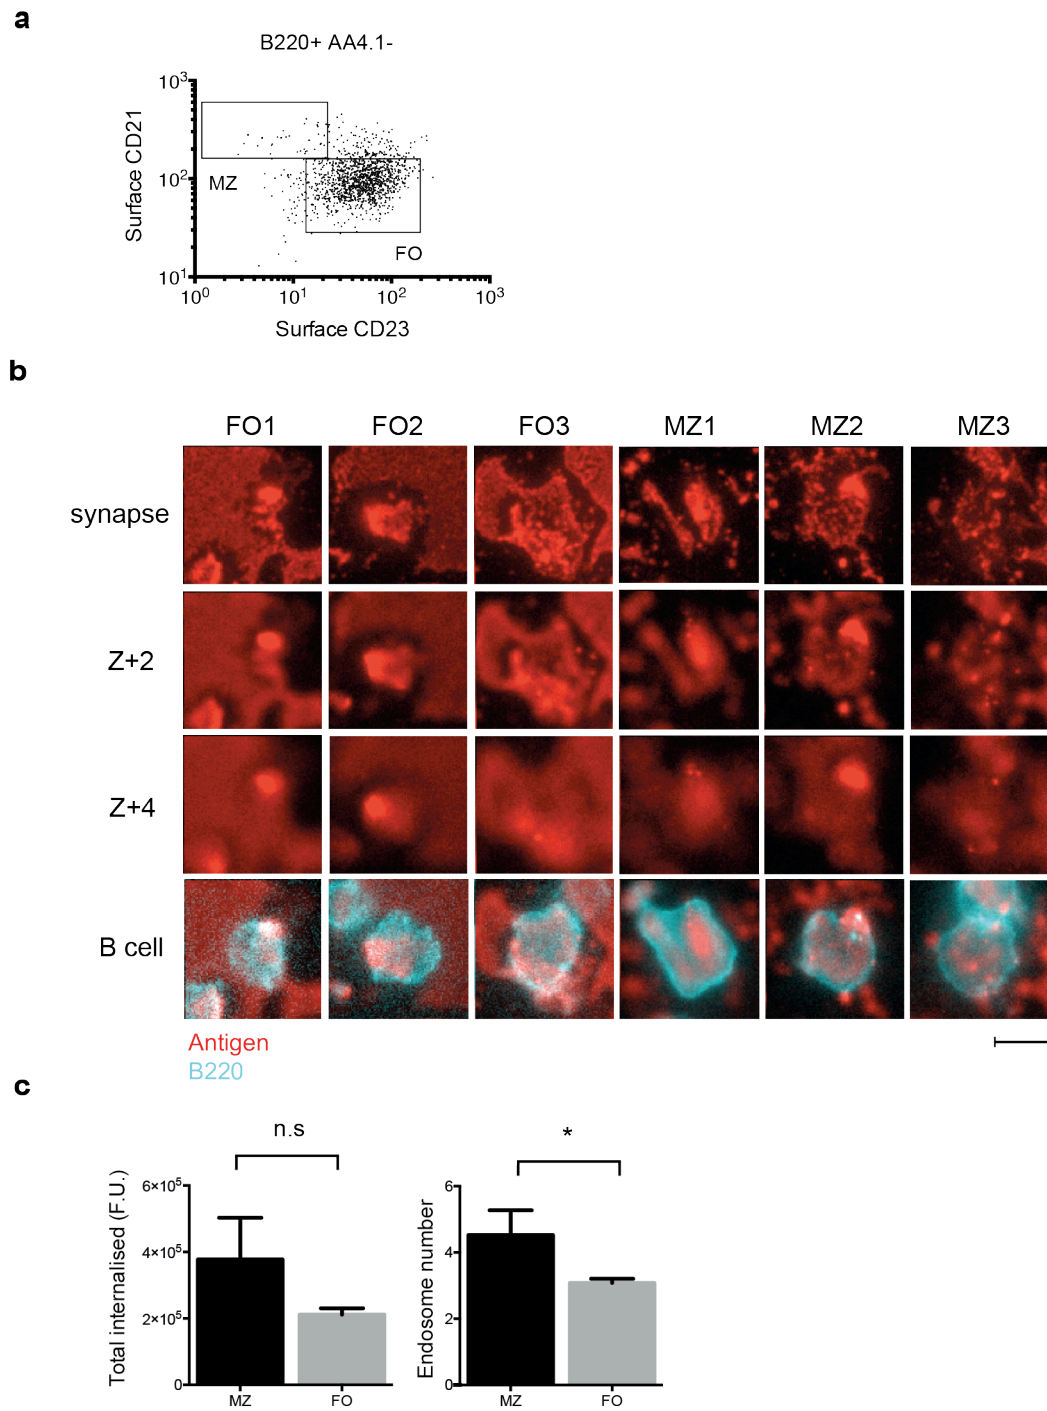 a
B220+ AA4.1-
10³
10²
10¹
Surface CD21
MZ
FO
10⁰ 10¹ 10² 10³
Surface CD23
b
FO1 FO2 FO3 MZ1 MZ2 MZ3
synapse
Z+2
Z+4
B cell
Antigen
B220
c
n.s
Total internalised (F.U.)
6×10⁵
4×10⁵
2×10⁵
0
MZ FO
*
Endosome number
6
4
2
0
MZ FO